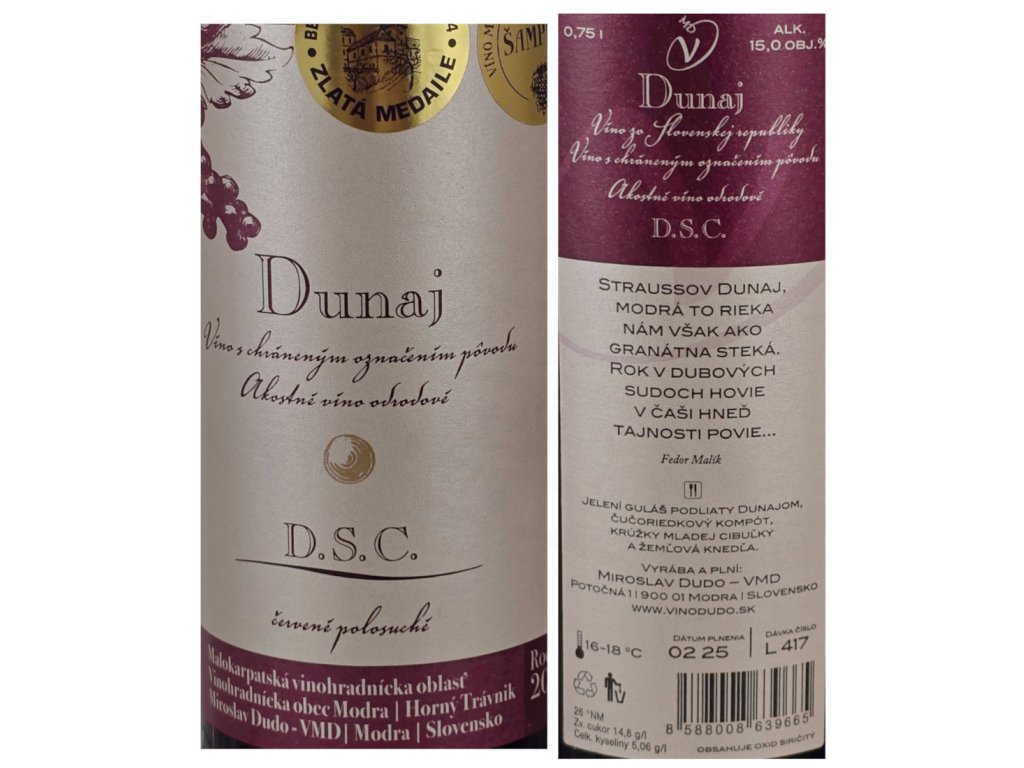 ZLATÁ MEDAILE
VÍNO
Dunaj
Víno s chráneným označením pôvodu
Akostné víno odrodové
D.S.C.
červené polosuché
Malokarpatská vinohradnícka oblasť
Vinohradnícka obec Modra | Horný Trávnik
Miroslav Dudo - VMD | Modra | Slovensko
0,75 l
ALK.
15,0 OBJ.%
Dunaj
Víno zo Slovenskej republiky
Víno s chráneným označením pôvodu
Akostné víno odrodové
D.S.C.
STRAUSSOV DUNAJ,
MODRÁ TO RIEKA
NÁM VŠAK AKO
GRANÁTNA STEKÁ.
ROK V DUBOVÝCH
SUDOCH HOVIE
V ČAŠI HNEĎ
TAJNOSTI POVIE...
Fedor Malík
JELENÍ GULÁŠ PODLIATY DUNAJOM,
ČUČORIEDKOVÝ KOMPÓT,
KRÚŽKY MLADEJ CIBUĽKY
A ŽEMĽOVÁ KNEDĽA.
VYRÁBA A PLNÍ:
MIROSLAV DUDO – VMD
POTOČNÁ 1 | 900 01 MODRA | SLOVENSKO
WWW.VINODUDO.SK
16-18 °C
DÁTUM PLNENIA
02 25
DÁVKA ČÍSLO
L 417
26 °NM
Zv. cukor 14,8 g/l
Celk. kyseliny 5,06 g/l
8 588008 639665
OBSAHUJE OXID SIRIČITÝ